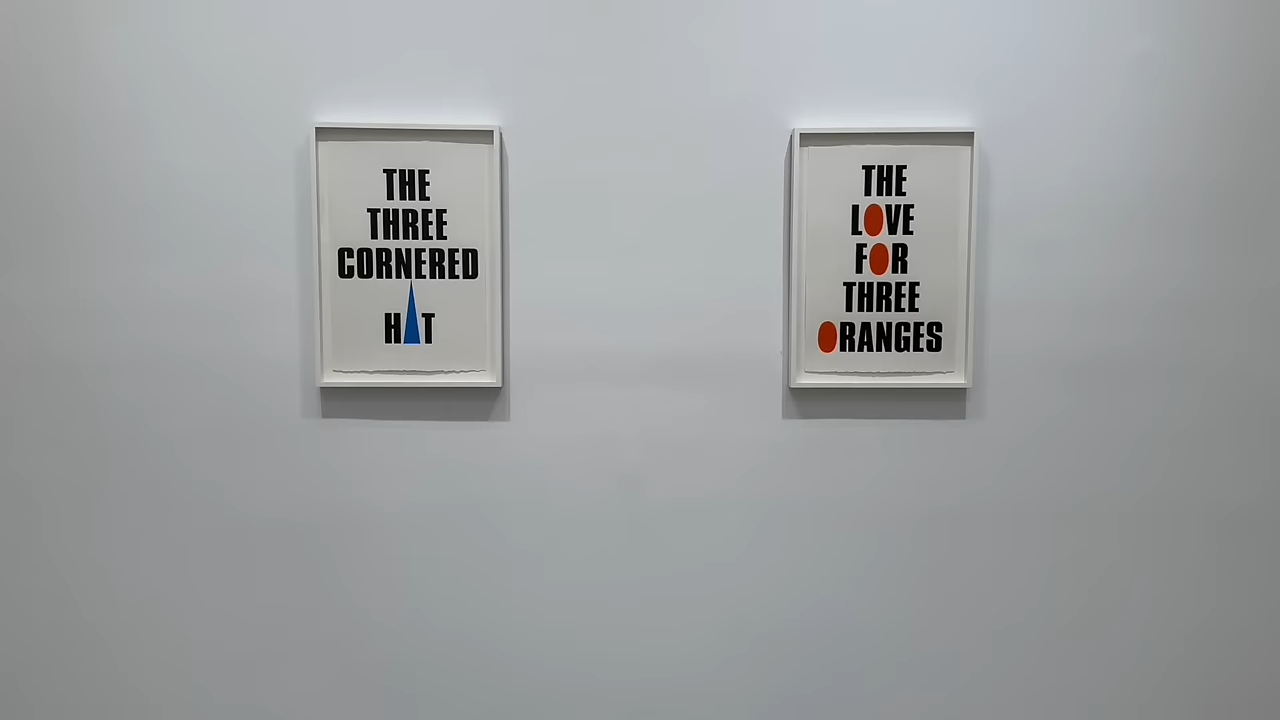 THE
THREE
CORNERED
HAT
THE
LOVE
FOR
THREE
ORANGES